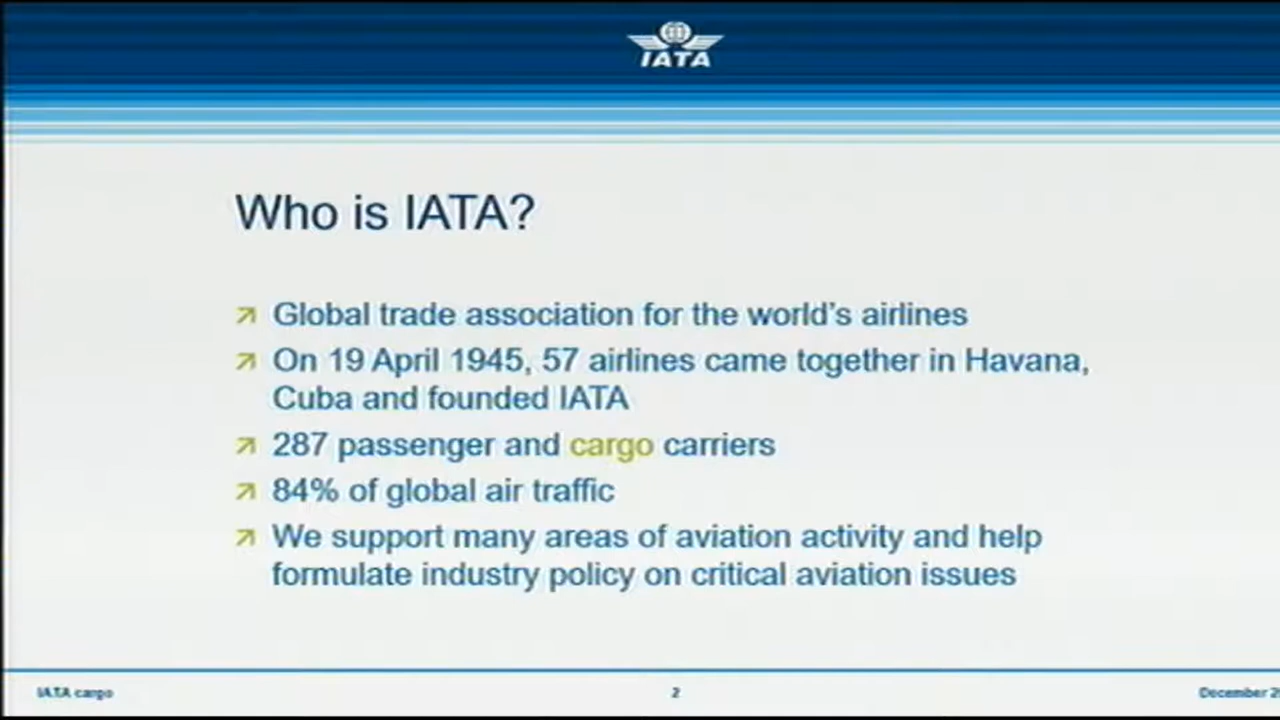 IATA
Who is IATA?
Global trade association for the world's airlines
On 19 April 1945, 57 airlines came together in Havana,
Cuba and founded IATA
287 passenger and cargo carriers
84% of global air traffic
We support many areas of aviation activity and help
formulate industry policy on critical aviation issues
IATA cargo
2
December